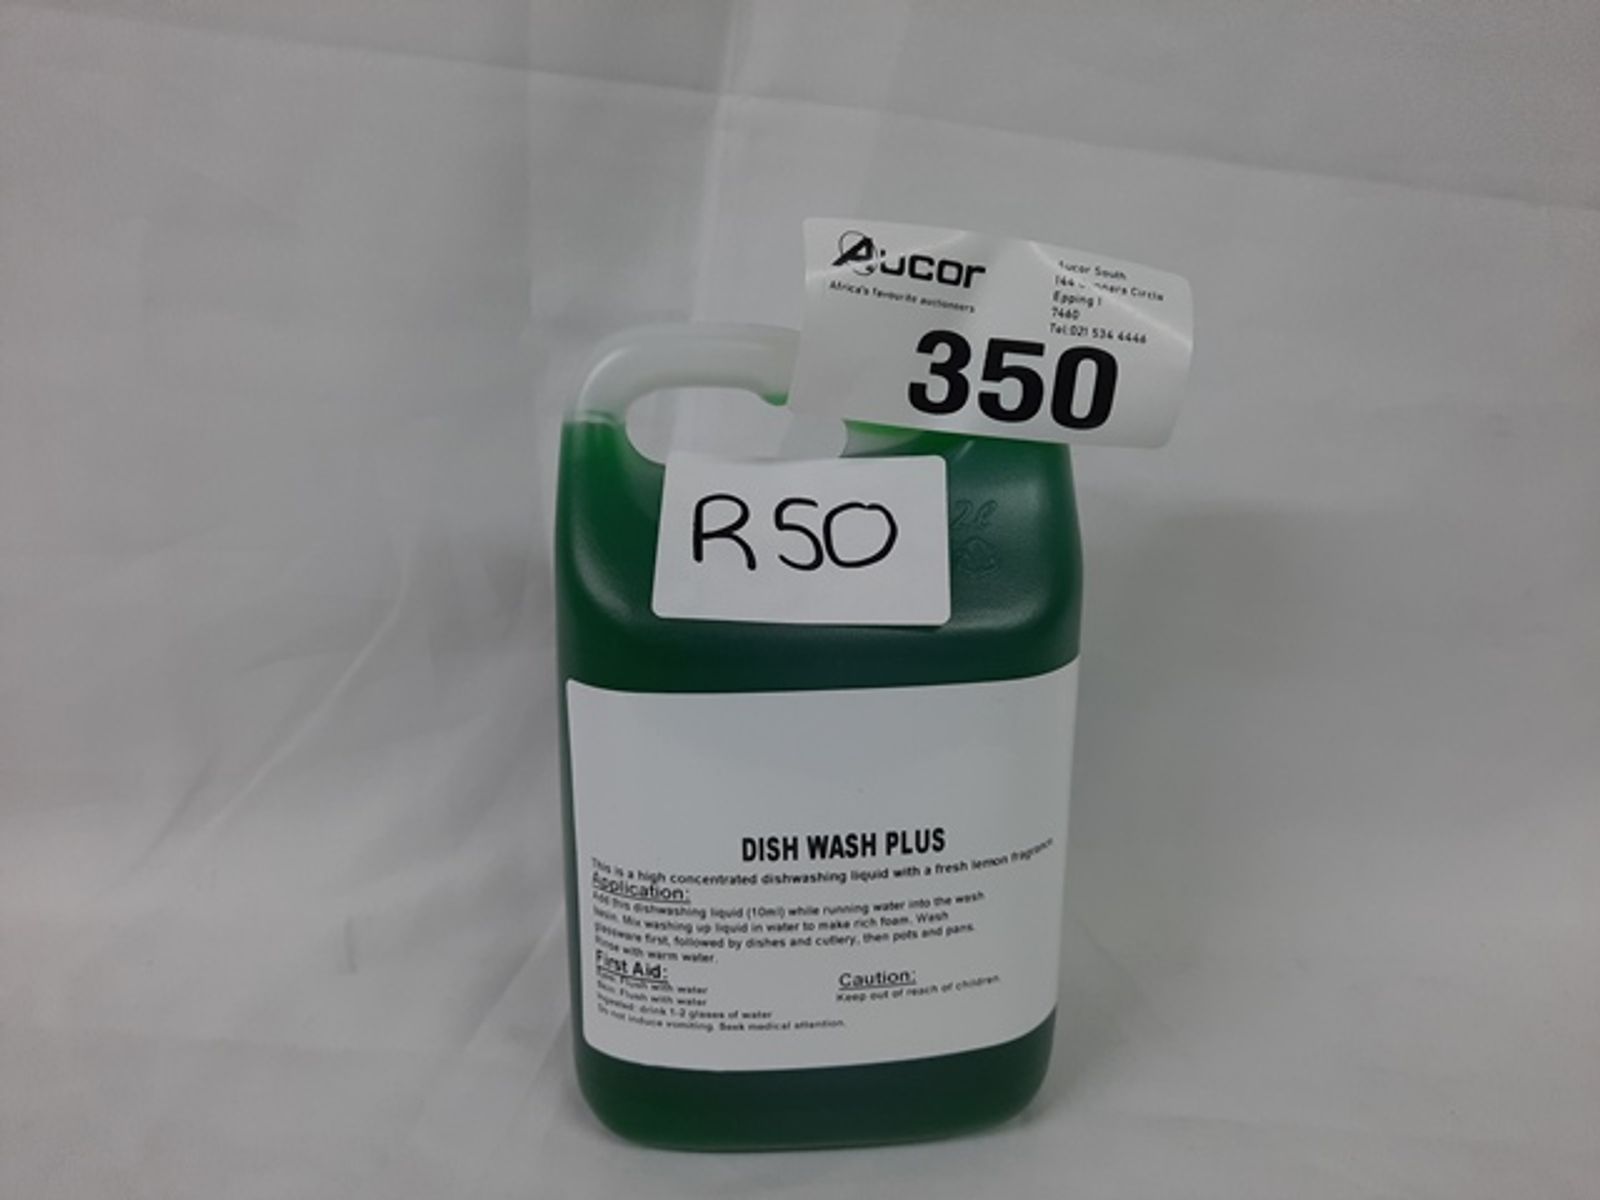 Aucor
Africa's favourite auctioneers
Aucor South
164 Circle
Epping 1
7460
Tel:021 534 4446
350
R50
2l
DISH WASH PLUS
This is a high concentrated dishwashing liquid with a fresh lemon fragrance
Application:
Add this dishwashing liquid (10ml) while running water into the wash
basin. Mix washing up liquid in water to make rich foam. Wash
glassware first, followed by dishes and cutlery, then pots and pans.
Rinse with warm water.
First Aid:
Flush with water
Skin: Flush with water
Ingested: drink 1-2 glasses of water
Do not induce vomiting. Seek medical attention.
Caution:
Keep out of reach of children.